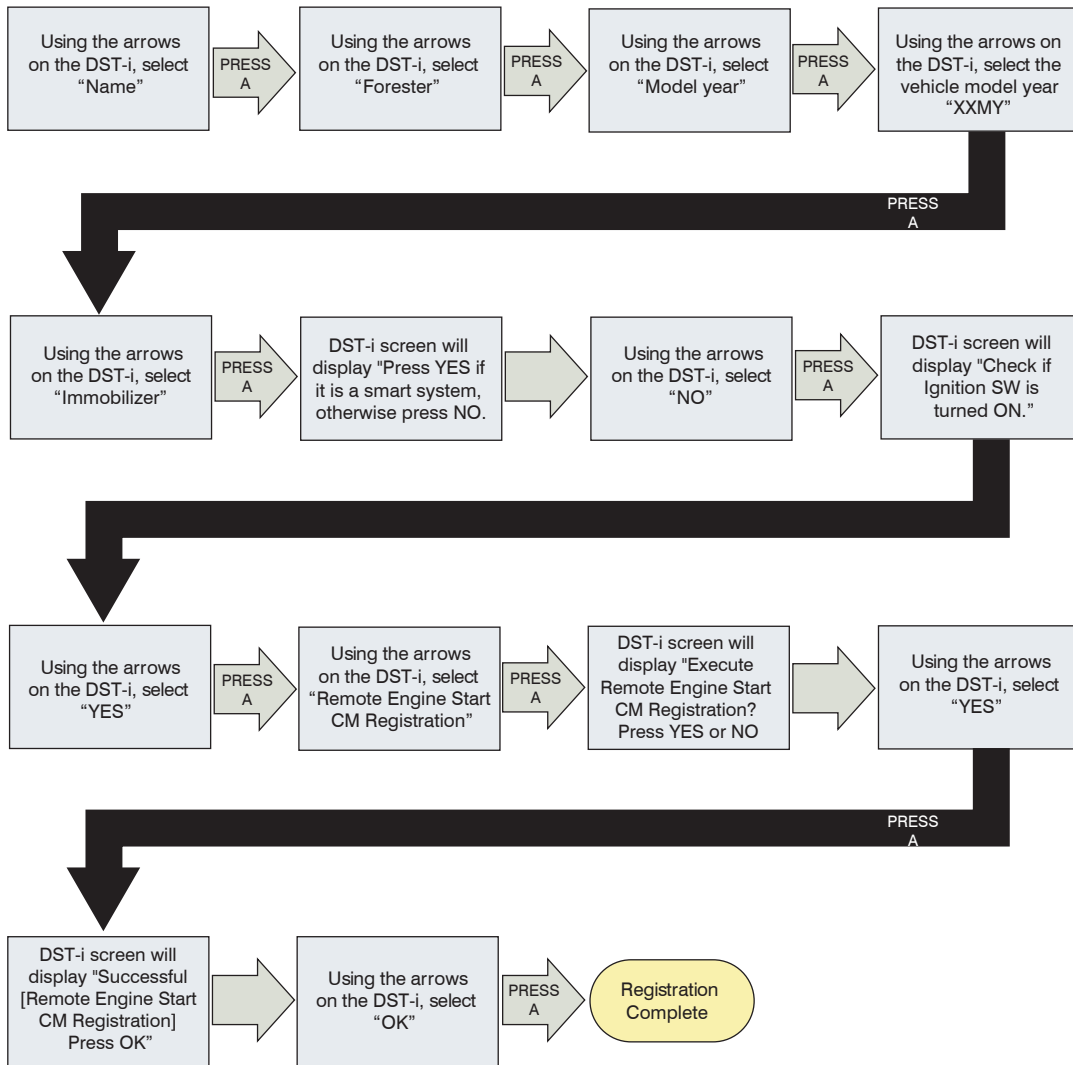 Using the arrows
on the DST-i, select
“Name”
PRESS
A
Using the arrows
on the DST-i, select
“Forester”
PRESS
A
Using the arrows
on the DST-i, select
“Model year”
PRESS
A
Using the arrows on
the DST-i, select the
vehicle model year
“XXMY”
PRESS
A
Using the arrows
on the DST-i, select
“Immobilizer”
PRESS
A
DST-i screen will
display "Press YES if
it is a smart system,
otherwise press NO.
Using the arrows
on the DST-i, select
“NO”
PRESS
A
DST-i screen will
display "Check if
Ignition SW is
turned ON.”
Using the arrows
on the DST-i, select
“YES”
PRESS
A
Using the arrows
on the DST-i, select
“Remote Engine Start
CM Registration”
PRESS
A
DST-i screen will
display "Execute
Remote Engine Start
CM Registration?
Press YES or NO
Using the arrows
on the DST-i, select
“YES”
PRESS
A
DST-i screen will
display "Successful
[Remote Engine Start
CM Registration]
Press OK”
Using the arrows
on the DST-i, select
“OK”
PRESS
A
Registration
Complete